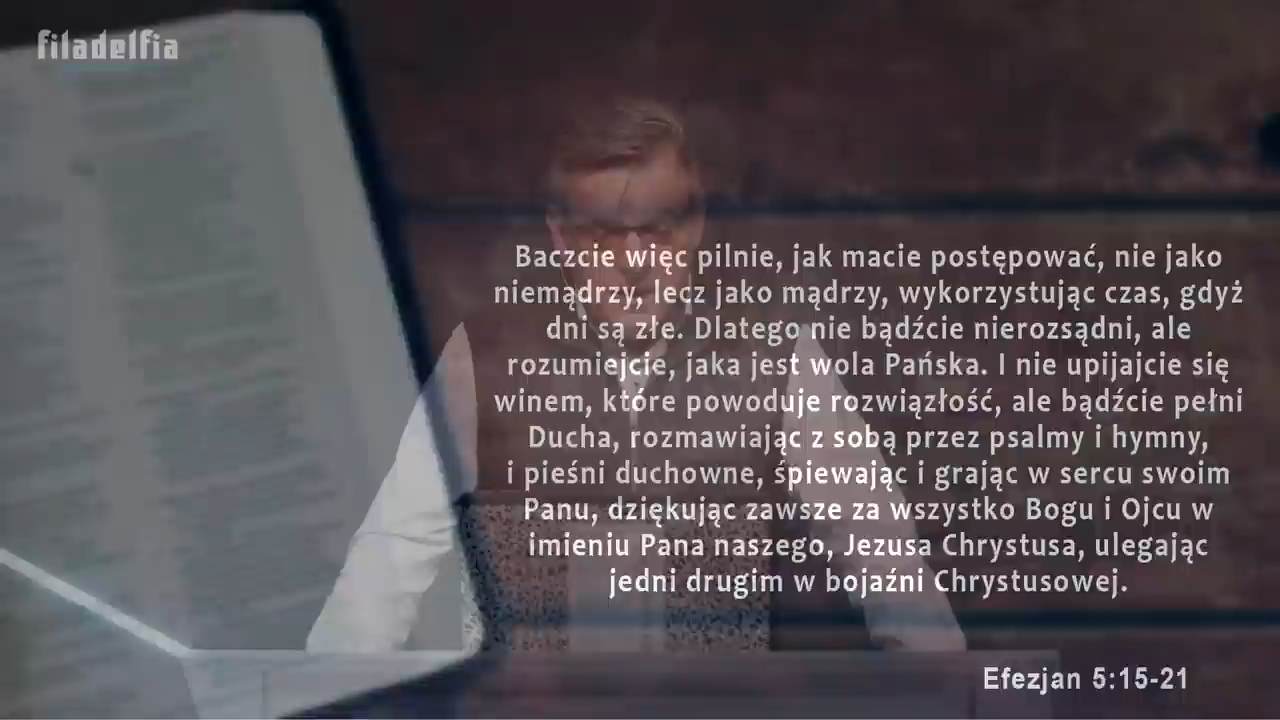 filadelfia
Baczcie więc pilnie, jak macie postępować, nie jako
niemądrzy, lecz jako mądrzy, wykorzystując czas, gdyż
dni są złe. Dlatego nie bądźcie nierozsądni, ale
rozumiejcie, jaka jest wola Pańska. I nie upijajcie się
winem, które powoduje rozwiązłość, ale bądźcie pełni
Ducha, rozmawiając z sobą przez psalmy i hymny,
i pieśni duchowne, śpiewając i grając w sercu swoim
Panu, dziękując zawsze za wszystko Bogu i Ojcu w
imieniu Pana naszego, Jezusa Chrystusa, ulegając
jedni drugim w bojaźni Chrystusowej.
Efezjan 5:15-21